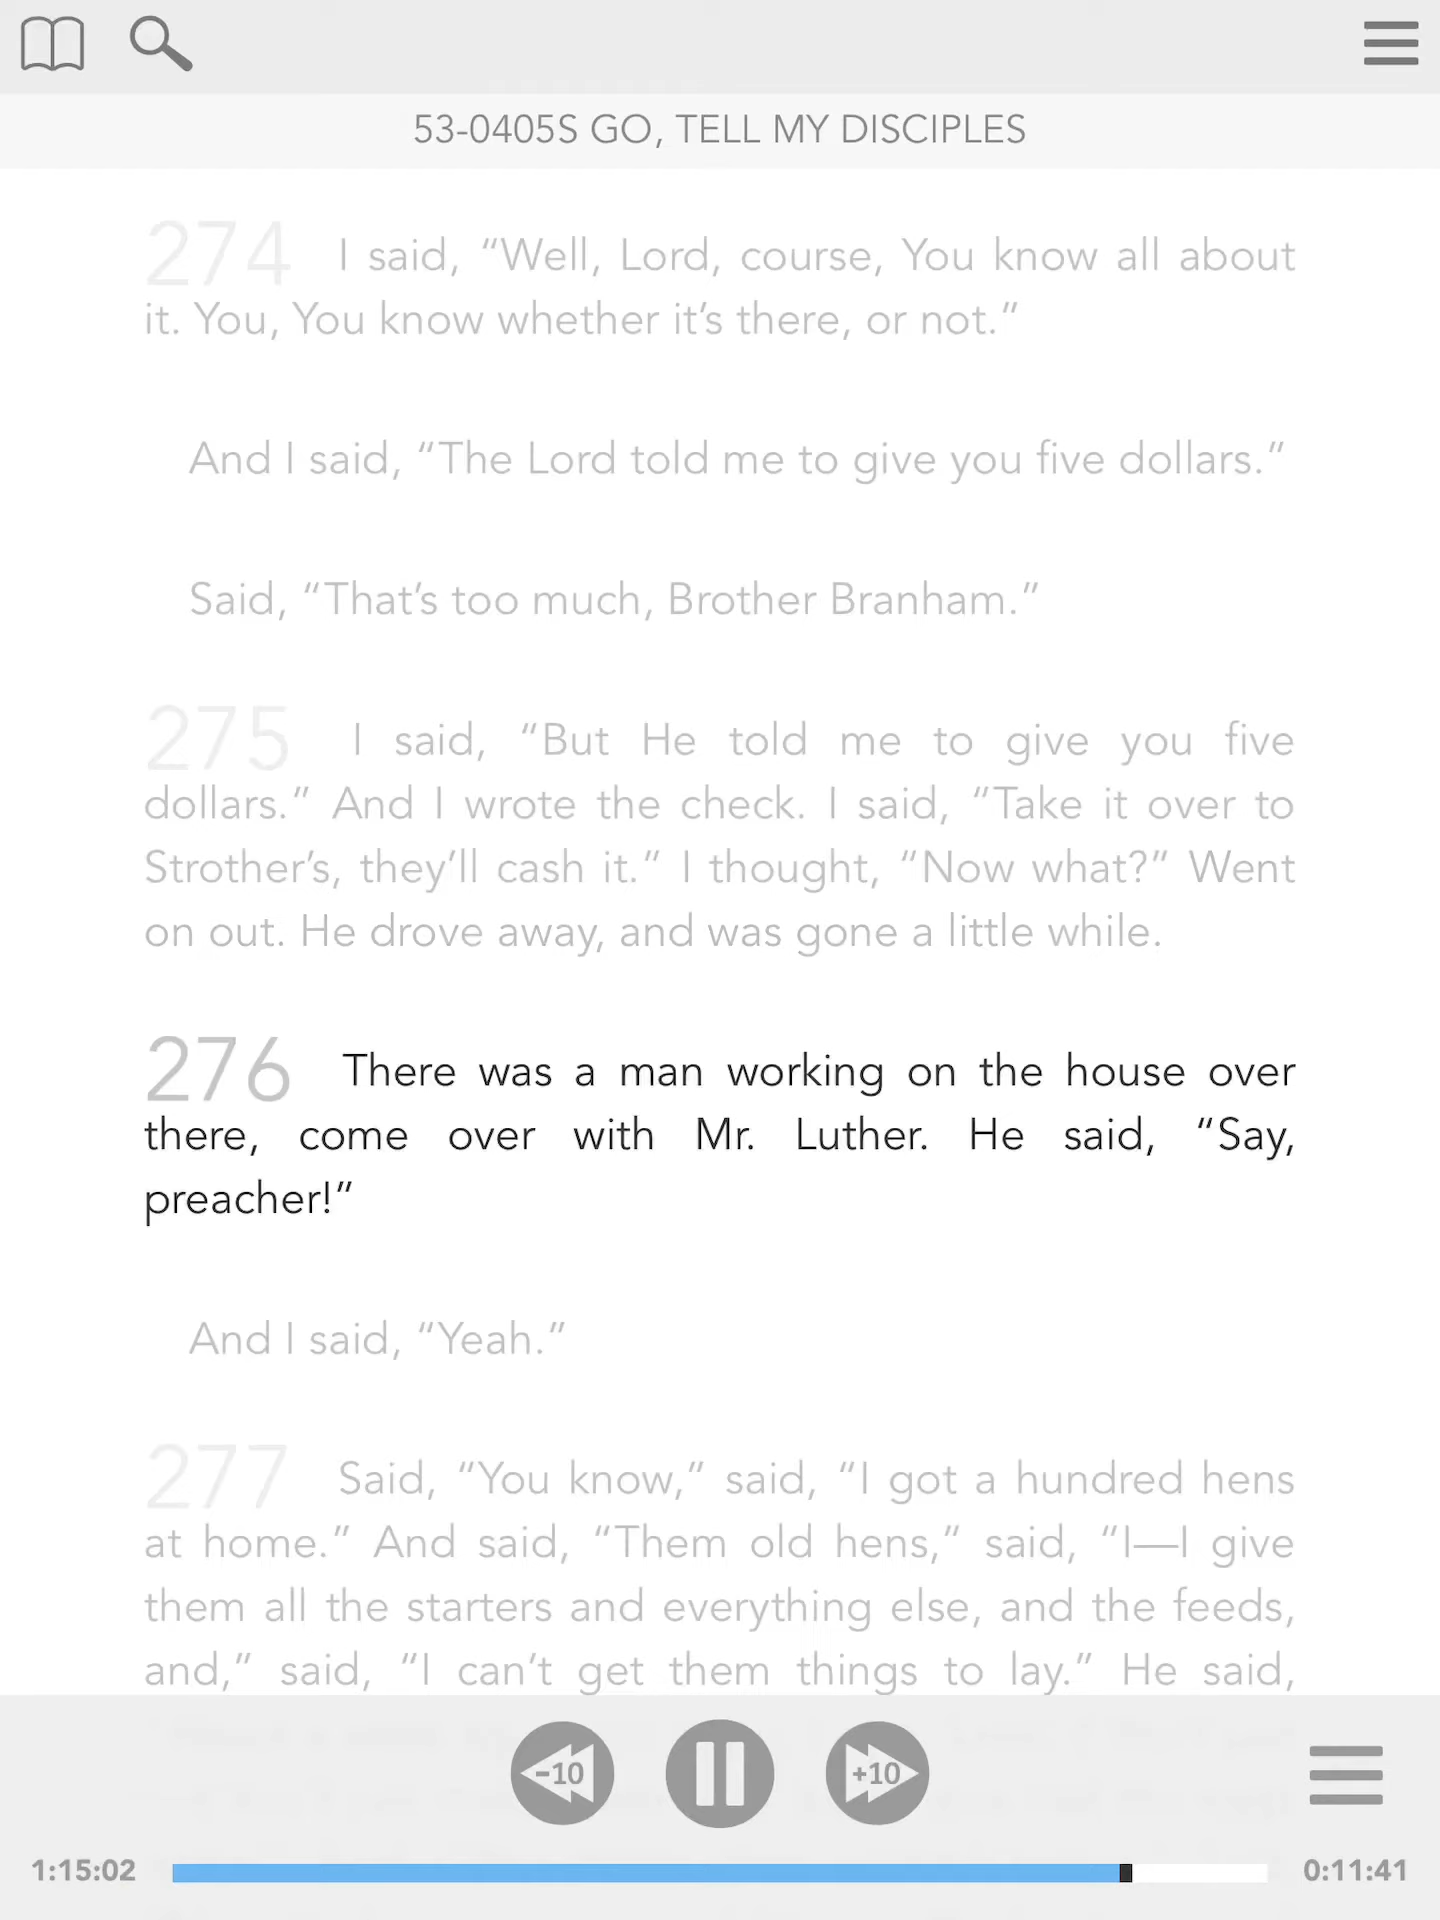 53-0405S GO, TELL MY DISCIPLES
274 I said, “Well, Lord, course, You know all about
it. You, You know whether it’s there, or not.”
And I said, “The Lord told me to give you five dollars.”
Said, “That’s too much, Brother Branham.”
275 I said, “But He told me to give you five
dollars.” And I wrote the check. I said, “Take it over to
Strother’s, they’ll cash it.” I thought, “Now what?” Went
on out. He drove away, and was gone a little while.
276 There was a man working on the house over
there, come over with Mr. Luther. He said, “Say,
preacher!”
And I said, “Yeah.”
277 Said, “You know,” said, “I got a hundred hens
at home.” And said, “Them old hens,” said, “I—I give
them all the starters and everything else, and the feeds,
and,” said, “I can’t get them things to lay.” He said,
-10 +10
1:15:02 0:11:41